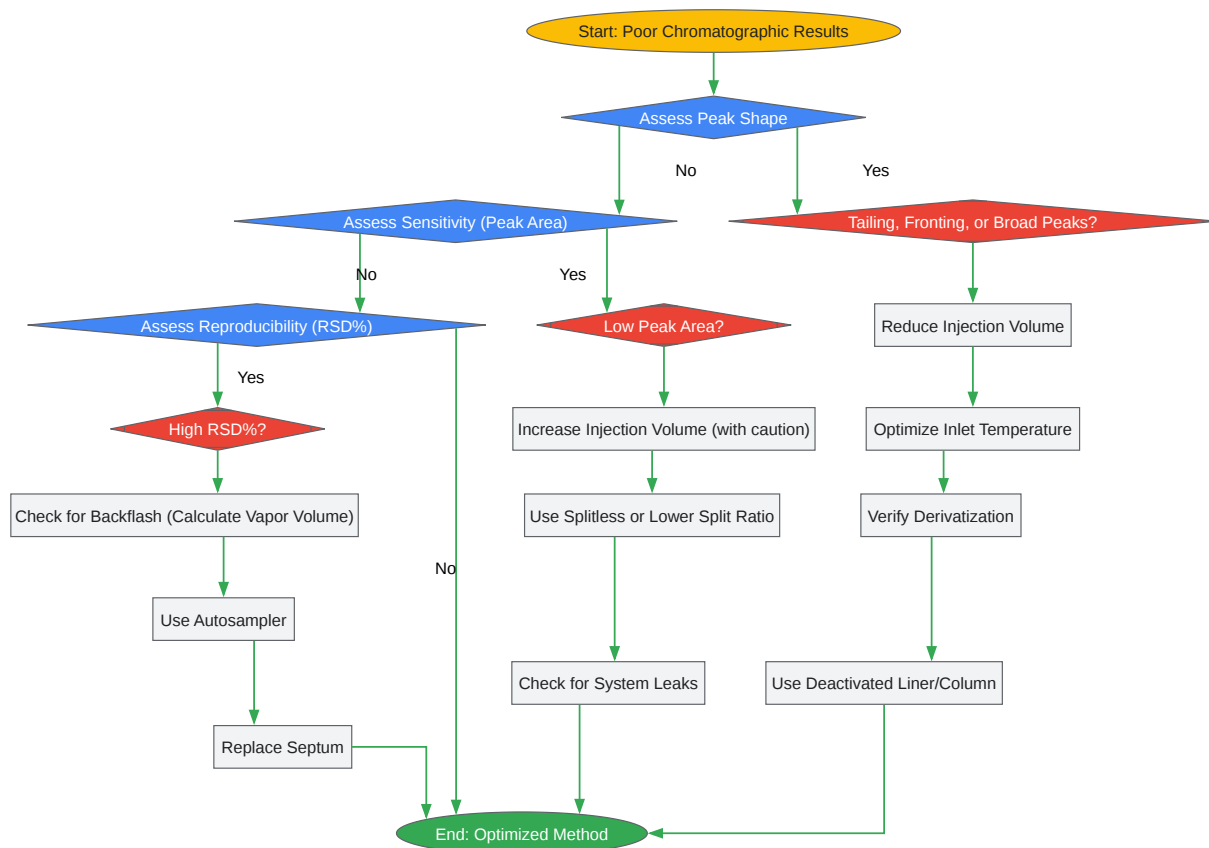 Start: Poor Chromatographic Results
Assess Peak Shape
No
Yes
Assess Sensitivity (Peak Area)
Tailing, Fronting, or Broad Peaks?
No
Yes
Assess Reproducibility (RSD%)
Low Peak Area?
Reduce Injection Volume
Yes
High RSD%?
Increase Injection Volume (with caution)
Optimize Inlet Temperature
Check for Backflash (Calculate Vapor Volume)
Use Splitless or Lower Split Ratio
Verify Derivatization
No
Use Autosampler
Check for System Leaks
Use Deactivated Liner/Column
Replace Septum
End: Optimized Method